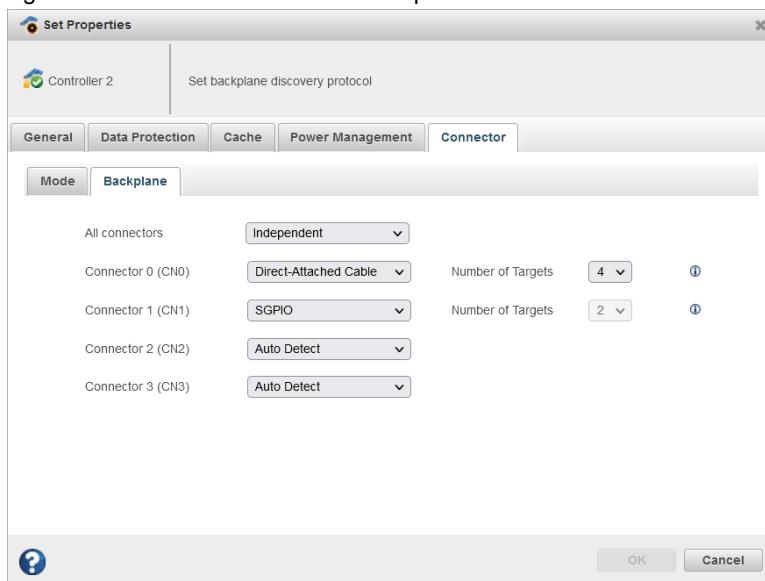 Set Properties
Controller 2 Set backplane discovery protocol
General Data Protection Cache Power Management Connector
Mode Backplane
All connectors Independent
Connector 0 (CN0) Direct-Attached Cable Number of Targets 4
Connector 1 (CN1) SGPIO Number of Targets 2
Connector 2 (CN2) Auto Detect
Connector 3 (CN3) Auto Detect
OK Cancel